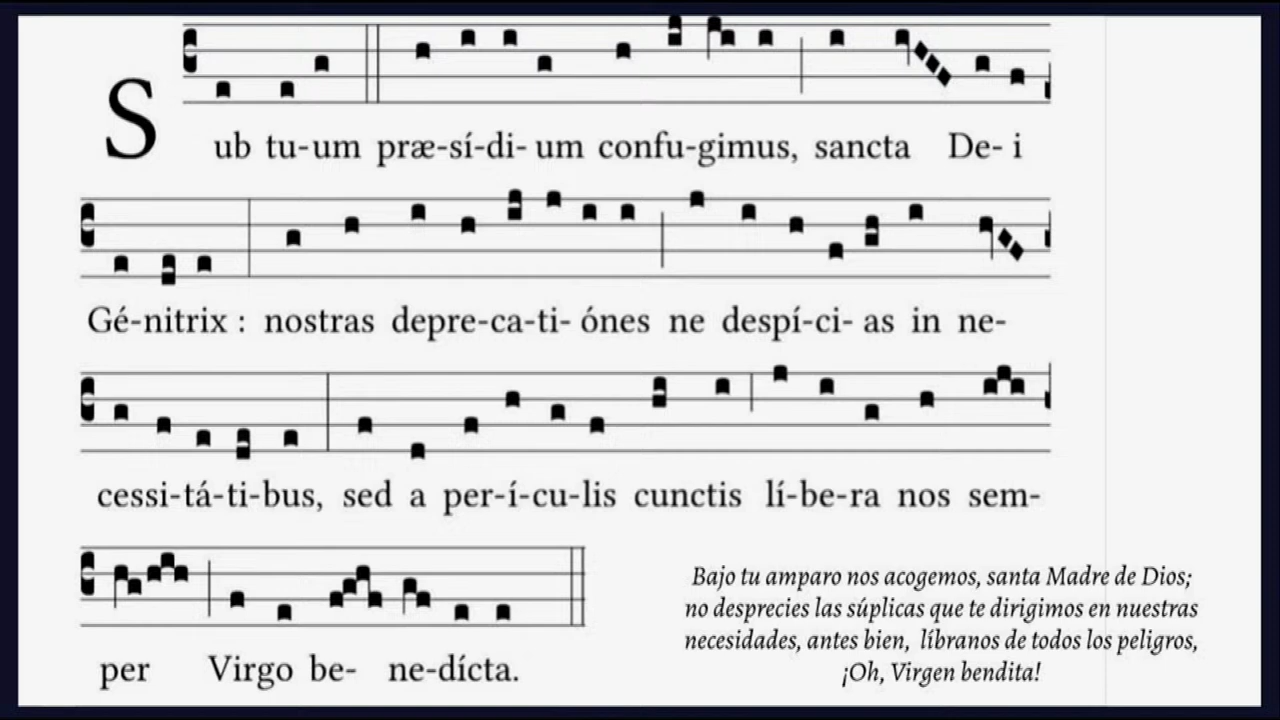 Sub tu-um præ-sí-di- um confu-gimus, sancta De- i
Gé-nitrix : nostras depre-ca-ti- ónes ne despí-ci- as in ne-
cessi-tá-ti-bus, sed a per-í-cu-lis cunctis lí-be-ra nos sem-
per Virgo be- ne-dícta.
Bajo tu amparo nos acogemos, santa Madre de Dios;
no desprecies las súplicas que te dirigimos en nuestras
necesidades, antes bien, líbranos de todos los peligros,
¡Oh, Virgen bendita!